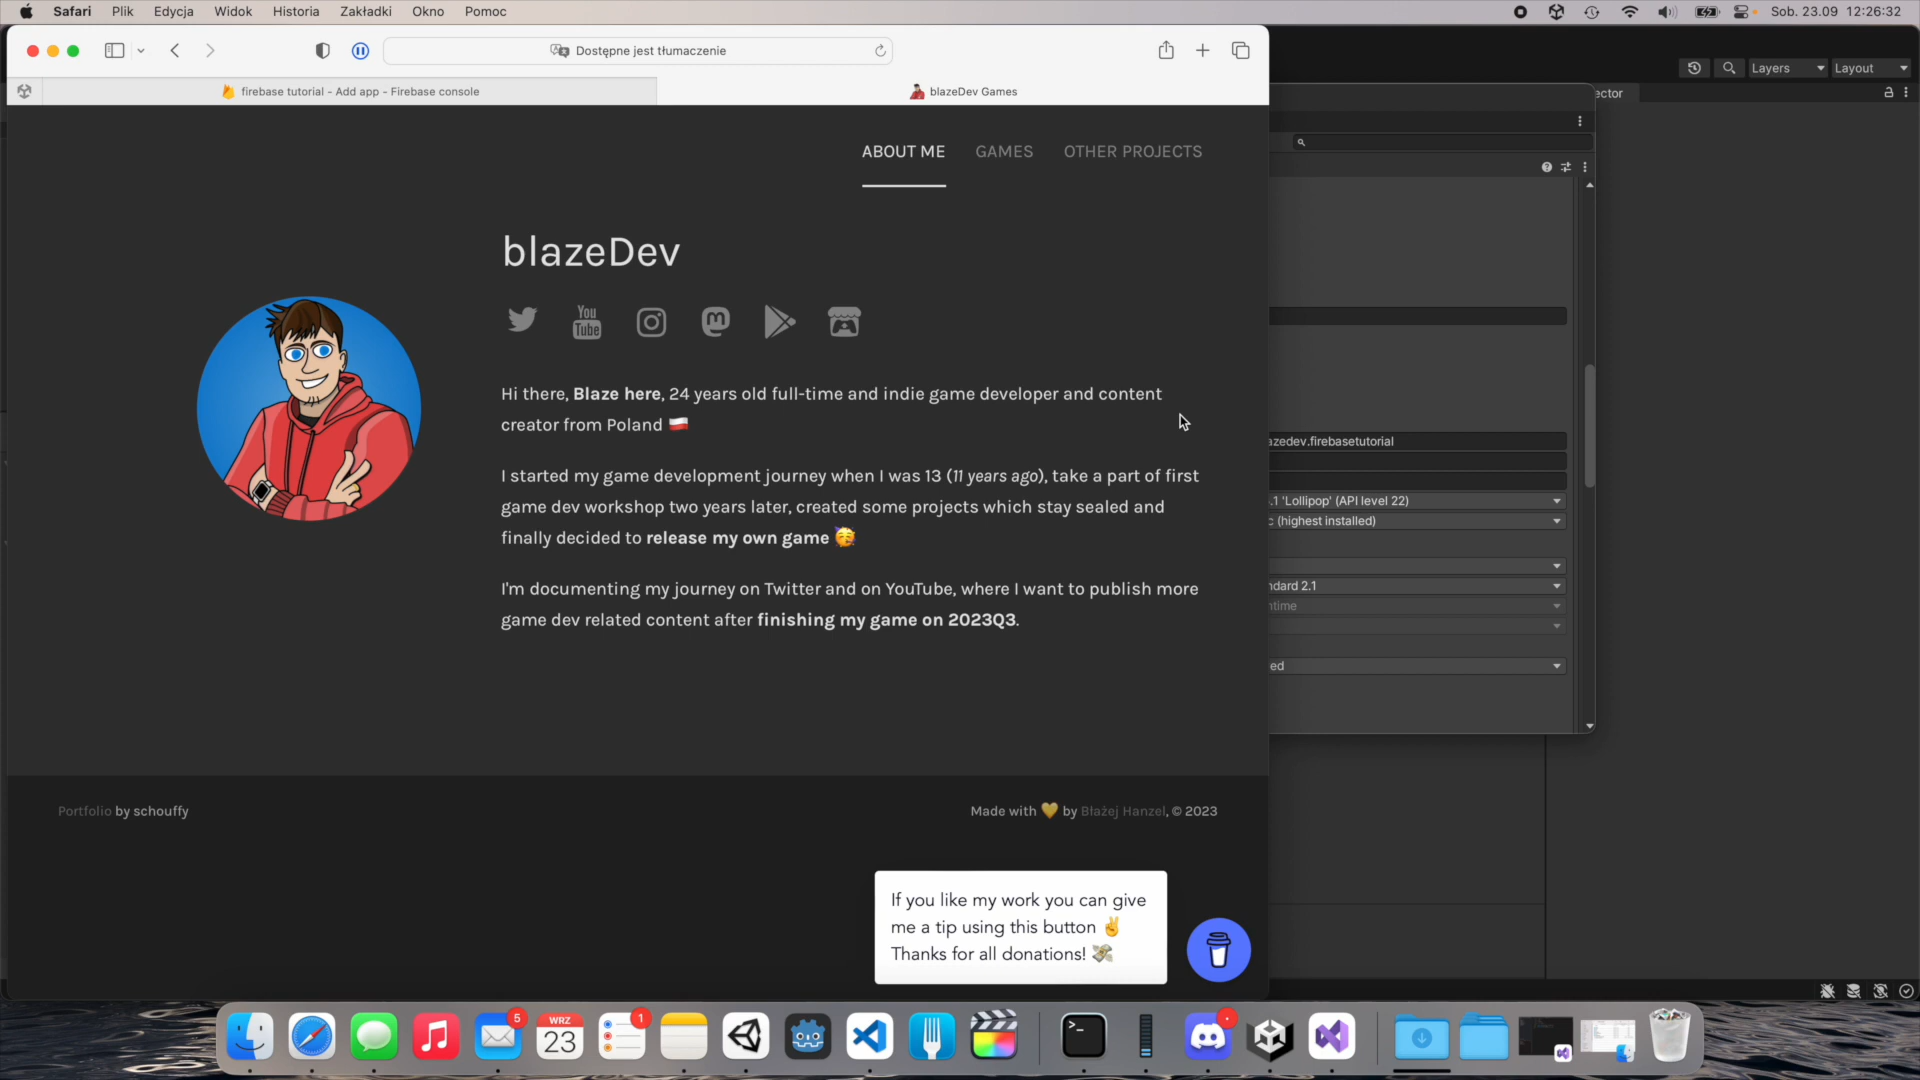 Safari Plik Edycja Widok Historia Zakładki Okno Pomoc
Sob. 23.09 12:26:32
Dostępne jest tłumaczenie
Layers
Layout
firebase tutorial - Add app - Firebase console
blazeDev Games
ector
ABOUT ME GAMES OTHER PROJECTS
blazeDev
You
Tube
Hi there, Blaze here, 24 years old full-time and indie game developer and content
creator from Poland 🇵🇱
azedev.firebasetutorial
I started my game development journey when I was 13 (11 years ago), take a part of first
game dev workshop two years later, created some projects which stay sealed and
finally decided to release my own game 🥳
.1 'Lollipop' (API level 22)
c (highest installed)
I'm documenting my journey on Twitter and on YouTube, where I want to publish more
game dev related content after finishing my game on 2023Q3.
ndard 2.1
ntime
ed
Portfolio by schouffy
Made with 💛 by Błażej Hanzel, © 2023
If you like my work you can give
me a tip using this button ✌️
Thanks for all donations! 💸
5
WRZ
23
1